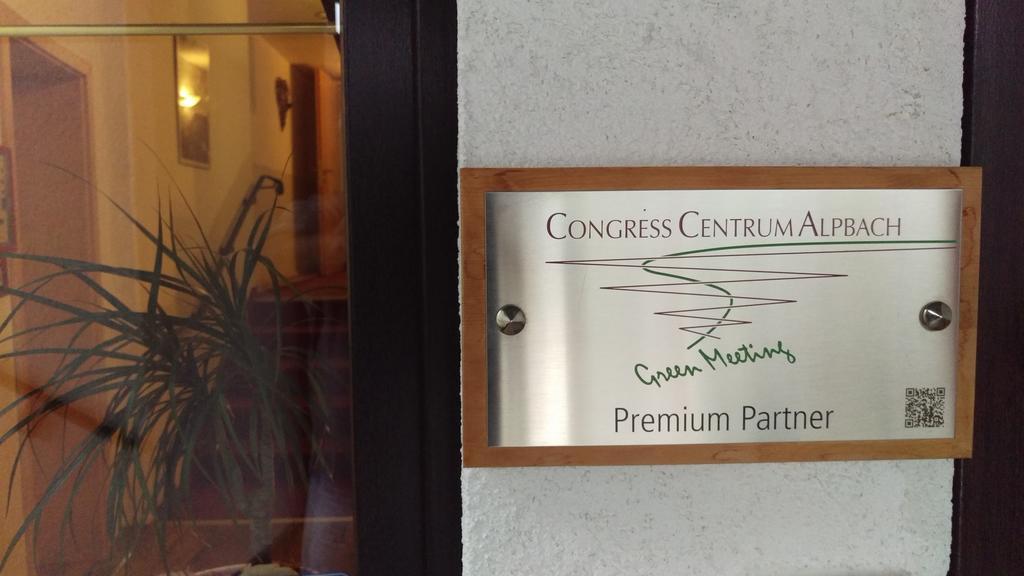 CONGRESS CENTRUM ALPBACH
Green Meeting
Premium Partner